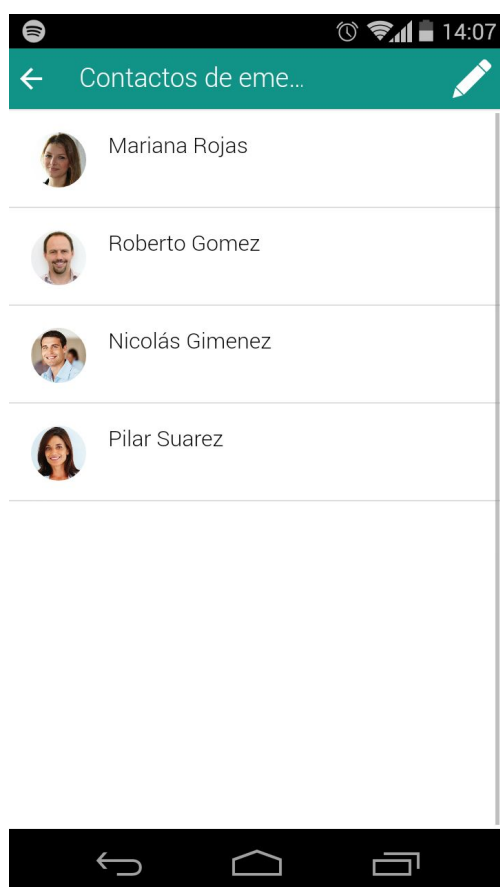 14:07
Contactos de eme...
Mariana Rojas
Roberto Gomez
Nicolás Gimenez
Pilar Suarez